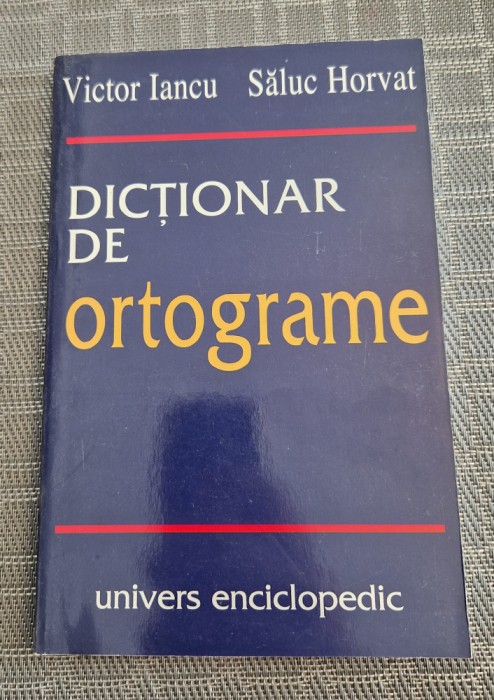 Victor Iancu Săluc Horvat
DICȚIONAR
DE
ortograme
univers enciclopedic